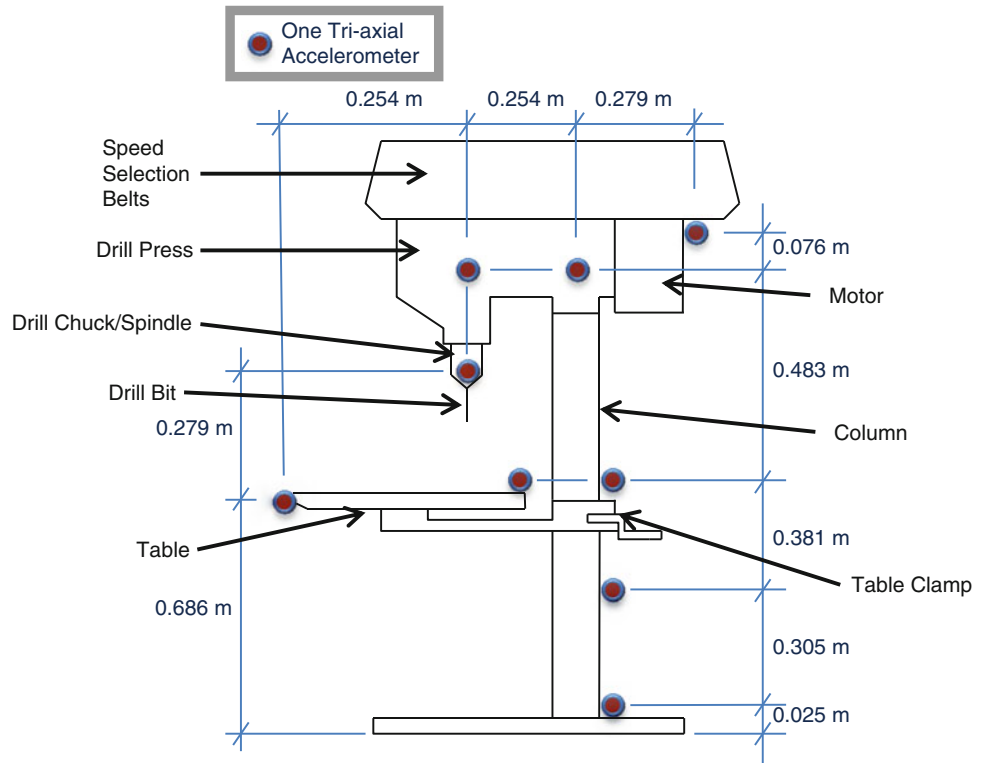 One Tri-axial
Accelerometer
0.254 m
0.254 m
0.279 m
Speed
Selection
Belts
Drill Press
0.076 m
Motor
Drill Chuck/Spindle
0.483 m
Drill Bit
0.279 m
Column
0.381 m
Table
Table Clamp
0.686 m
0.305 m
0.025 m